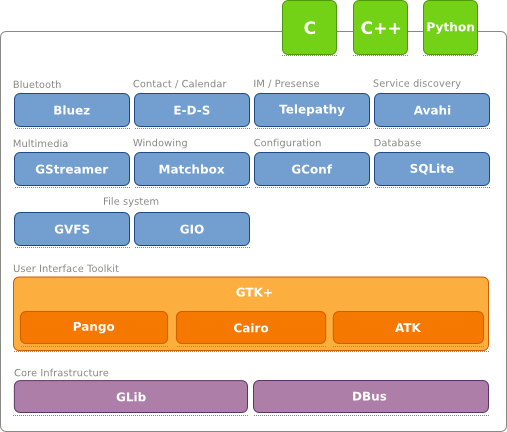 C C++ Python
Bluetooth Contact / Calendar IM / Presense Service discovery
Bluez E-D-S Telepathy Avahi
Multimedia Windowing Configuration Database
GStreamer Matchbox GConf SQLite
File system
GVFS GIO
User Interface Toolkit
GTK+
Pango Cairo ATK
Core Infrastructure
GLib DBus